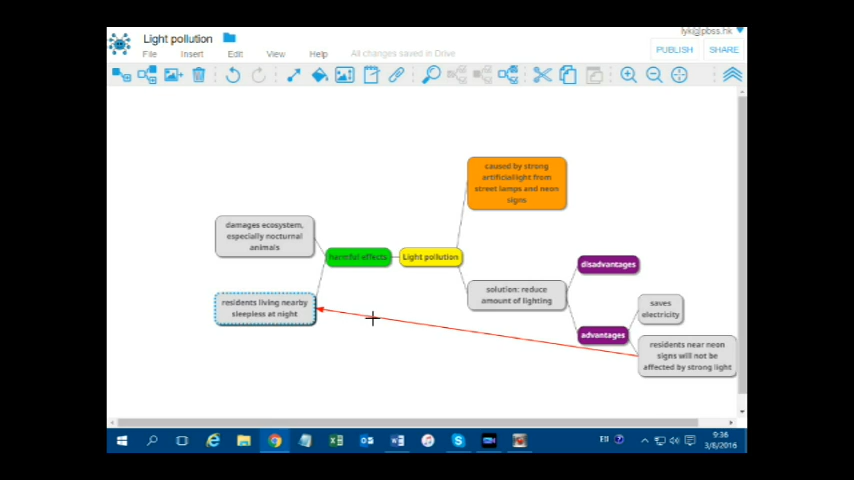 lyk@pbss.hk
Light pollution
File Insert Edit View Help All changes saved in Drive
PUBLISH SHARE
caused by strong
artificial light from
street lamps and neon
signs
damages ecosystem,
especially nocturnal
animals
harmful effects
Light pollution
disadvantages
solution: reduce
amount of lighting
residents living nearby
sleepless at night
saves
electricity
advantages
residents near neon
signs will not be
affected by strong light
9:36
3/8/2016